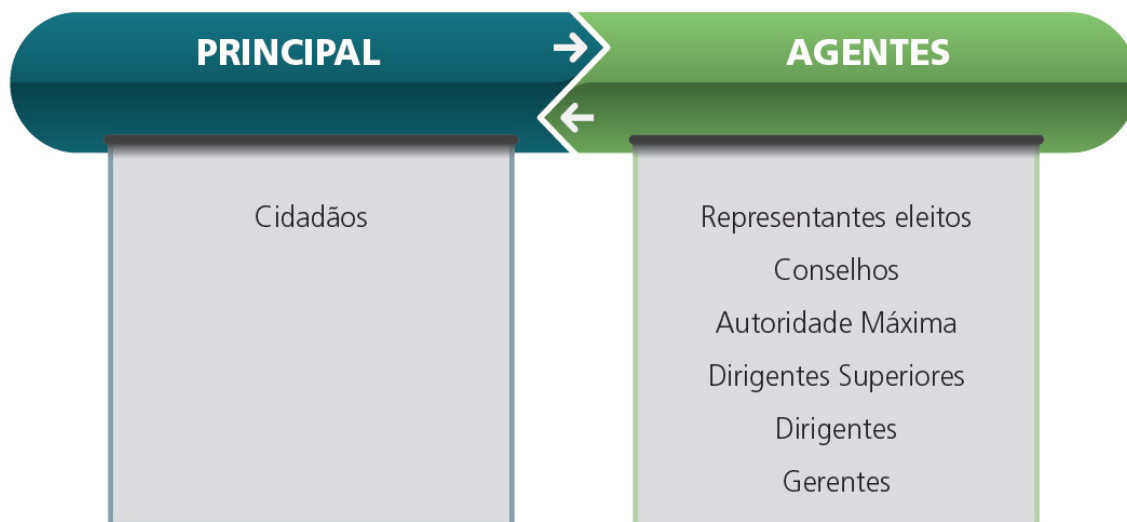 PRINCIPAL
AGENTES
Cidadãos
Representantes eleitos
Conselhos
Autoridade Máxima
Dirigentes Superiores
Dirigentes
Gerentes